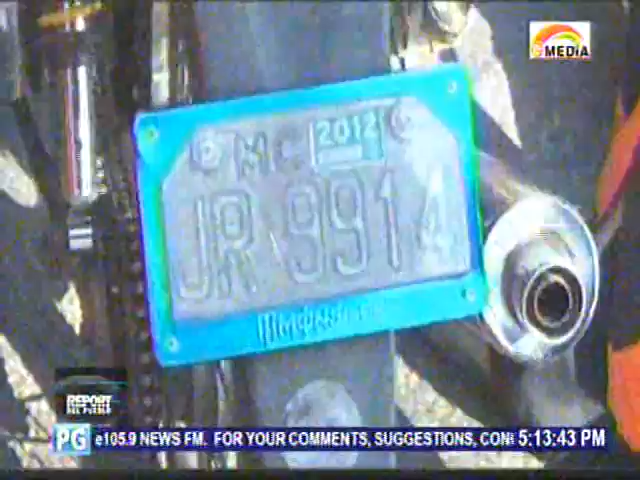 MEDIA
MC 2012
JR 9914
REPORT
PG e105.9 NEWS FM. FOR YOUR COMMENTS, SUGGESTIONS, CON 5:13:43 PM